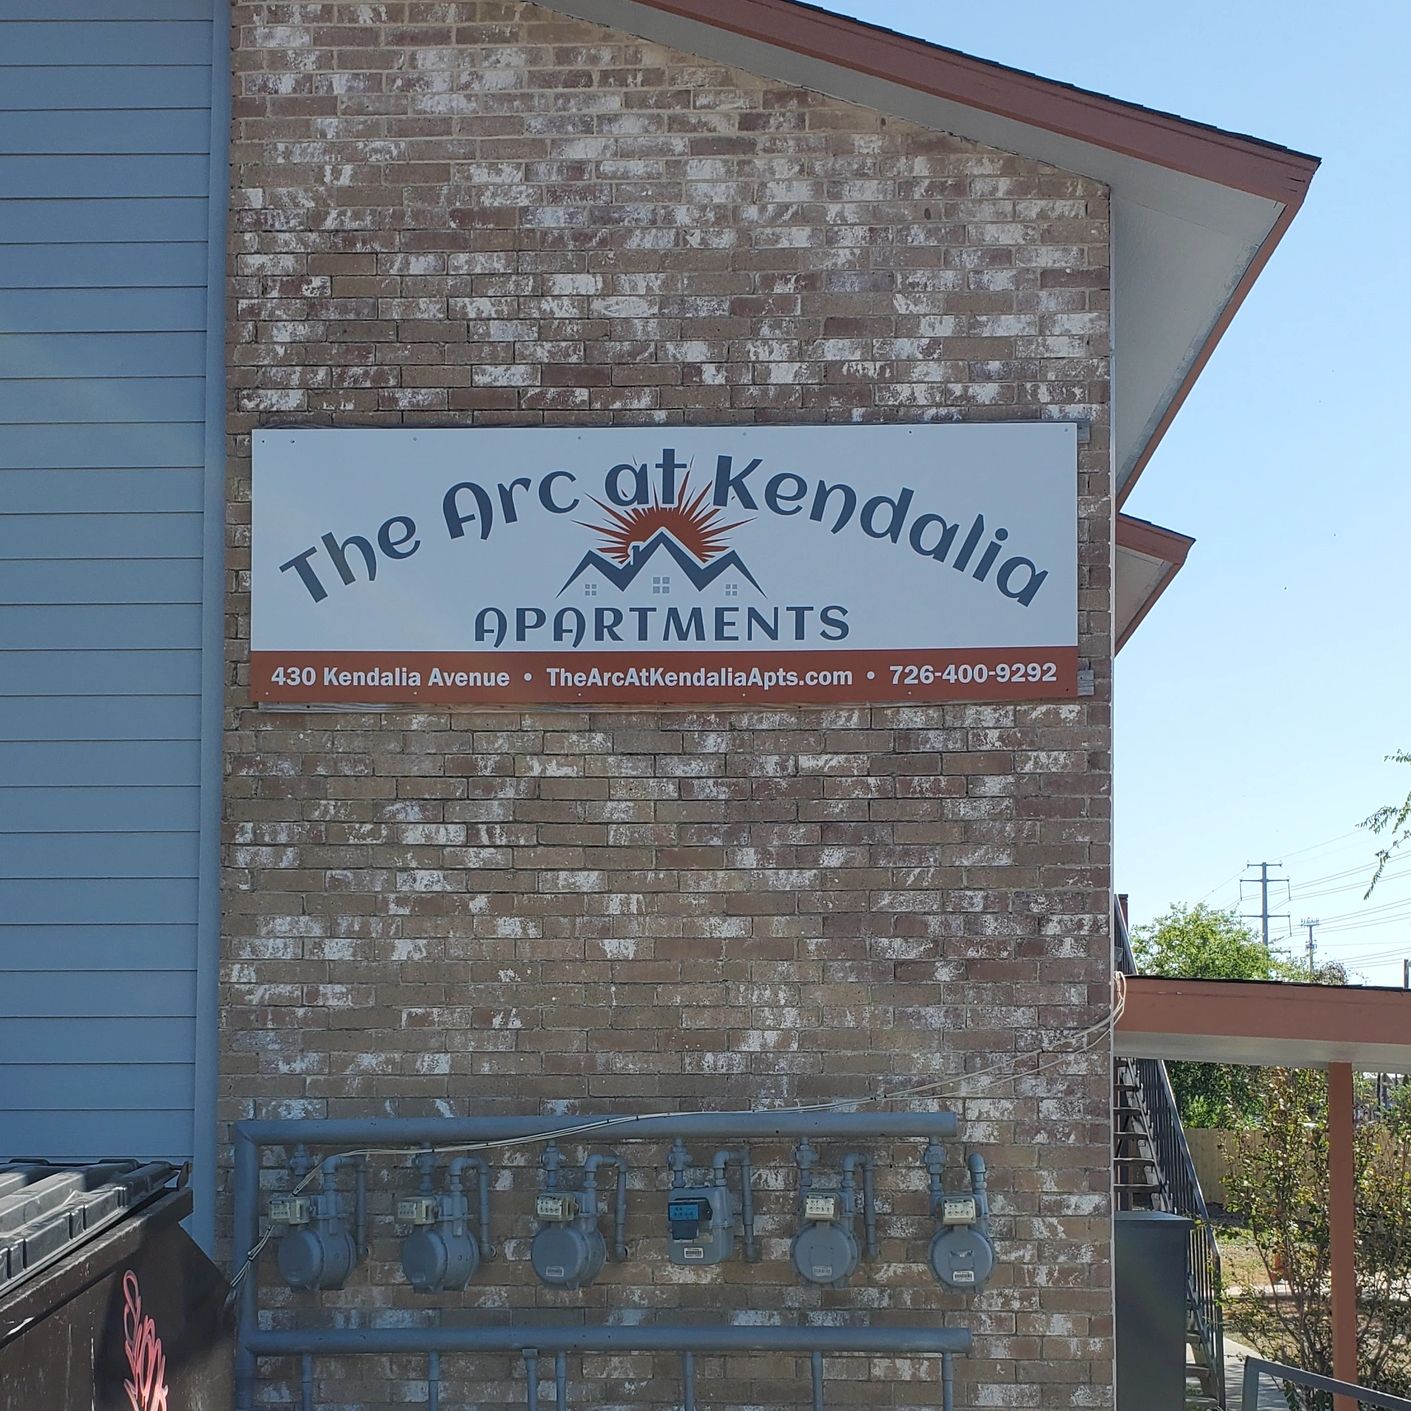 The Arc at Kendalia
APARTMENTS
430 Kendalia Avenue • TheArcAtKendaliaApts.com • 726-400-9292